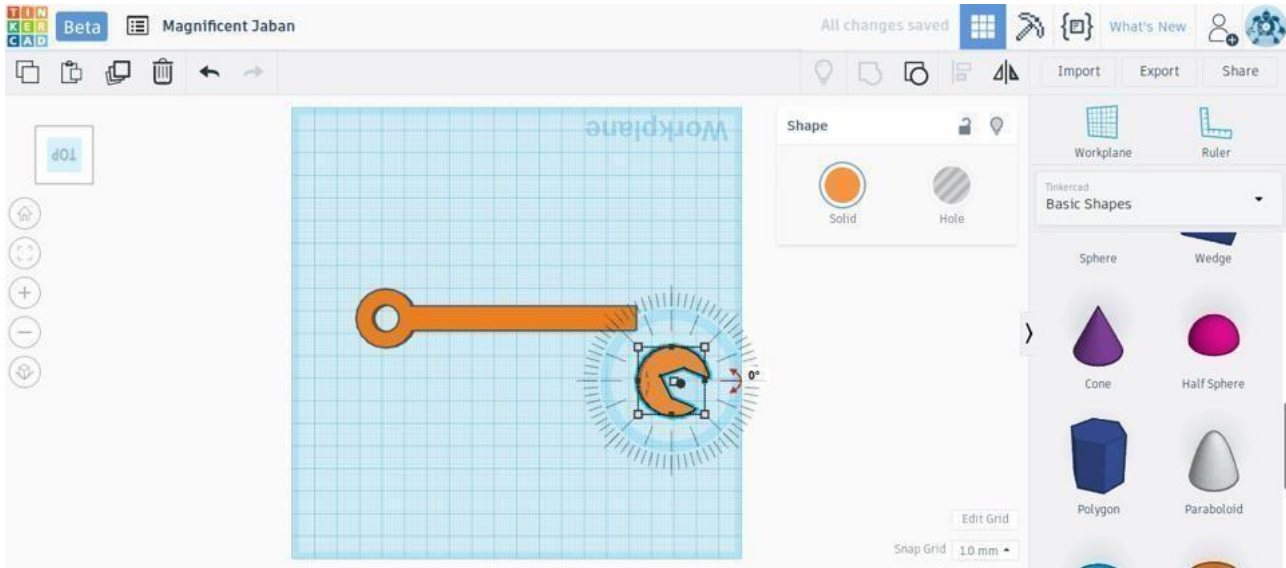 TIN
KER
CAD
Beta
Magnificent Jaban
All changes saved
What's New
Import
Export
Share
TOP
Workplane
Shape
Solid
Hole
0°
Workplane
Ruler
Tinkercad
Basic Shapes
Sphere
Wedge
Cone
Half Sphere
Polygon
Paraboloid
Edit Grid
Snap Grid 1.0 mm